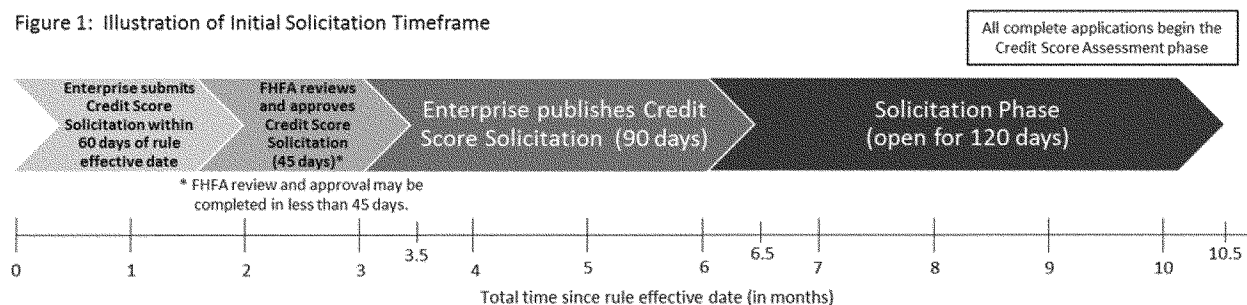 Figure 1: Illustration of Initial Solicitation Timeframe
All complete applications begin the
Credit Score Assessment phase
Enterprise submits
Credit Score
Solicitation within
60 days of rule
effective date
FHFA reviews
and approves
Credit Score
Solicitation
(45 days)*
Enterprise publishes Credit
Score Solicitation (90 days)
Solicitation Phase
(open for 120 days)
* FHFA review and approval may be
completed in less than 45 days.
0 1 2 3 3.5 4 5 6 6.5 7 8 9 10 10.5
Total time since rule effective date (in months)